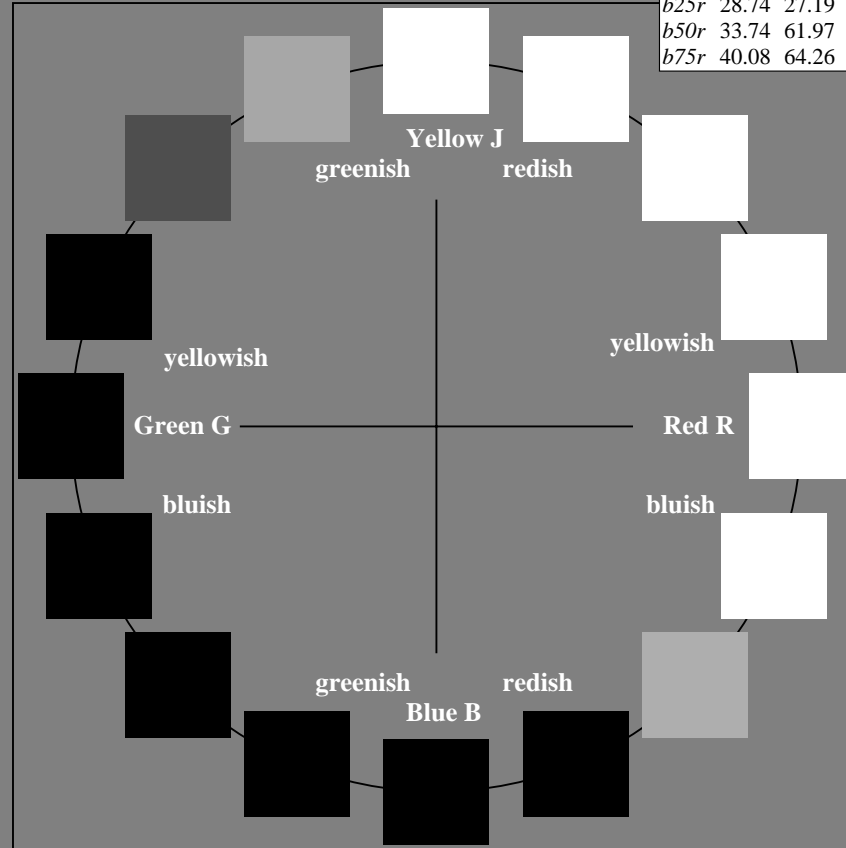 b25r 28.74 27.19
b50r 33.74 61.97
b75r 40.08 64.26
Yellow J
greenish redish
yellowish yellowish
Green G Red R
bluish bluish
greenish redish
Blue B